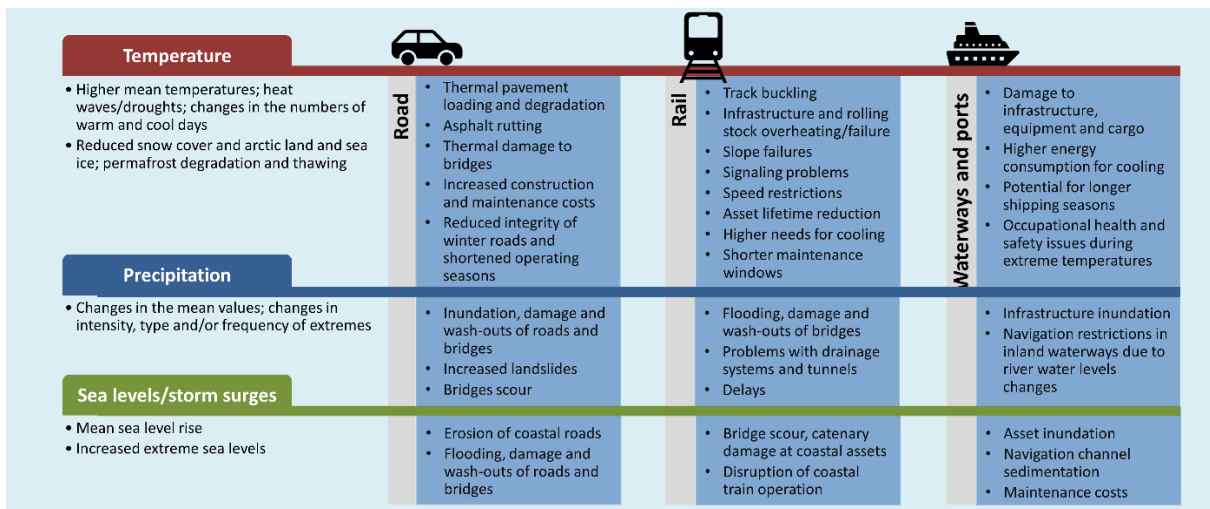 Temperature
• Higher mean temperatures; heat
waves/droughts; changes in the numbers of
warm and cool days
• Reduced snow cover and arctic land and sea
ice; permafrost degradation and thawing
Road
• Thermal pavement
loading and degradation
• Asphalt rutting
• Thermal damage to
bridges
• Increased construction
and maintenance costs
• Reduced integrity of
winter roads and
shortened operating
seasons
Rail
• Track buckling
• Infrastructure and rolling
stock overheating/failure
• Slope failures
• Signaling problems
• Speed restrictions
• Asset lifetime reduction
• Higher needs for cooling
• Shorter maintenance
windows
Waterways and ports
• Damage to
infrastructure,
equipment and cargo
• Higher energy
consumption for cooling
• Potential for longer
shipping seasons
• Occupational health and
safety issues during
extreme temperatures
Precipitation
• Changes in the mean values; changes in
intensity, type and/or frequency of extremes
• Inundation, damage and
wash-outs of roads and
bridges
• Increased landslides
• Bridges scour
• Flooding, damage and
wash-outs of bridges
• Problems with drainage
systems and tunnels
• Delays
• Infrastructure inundation
• Navigation restrictions in
inland waterways due to
river water levels
changes
Sea levels/storm surges
• Mean sea level rise
• Increased extreme sea levels
• Erosion of coastal roads
• Flooding, damage and
wash-outs of roads and
bridges
• Bridge scour, catenary
damage at coastal assets
• Disruption of coastal
train operation
• Asset inundation
• Navigation channel
sedimentation
• Maintenance costs